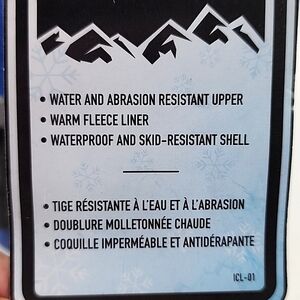 • WATER AND ABRASION RESISTANT UPPER
• WARM FLEECE LINER
• WATERPROOF AND SKID-RESISTANT SHELL
• TIGE RÉSISTANTE À L'EAU ET À L'ABRASION
• DOUBLURE MOLLETONNÉE CHAUDE
• COQUILLE IMPERMÉABLE ET ANTIDÉRAPANTE
ICL-01